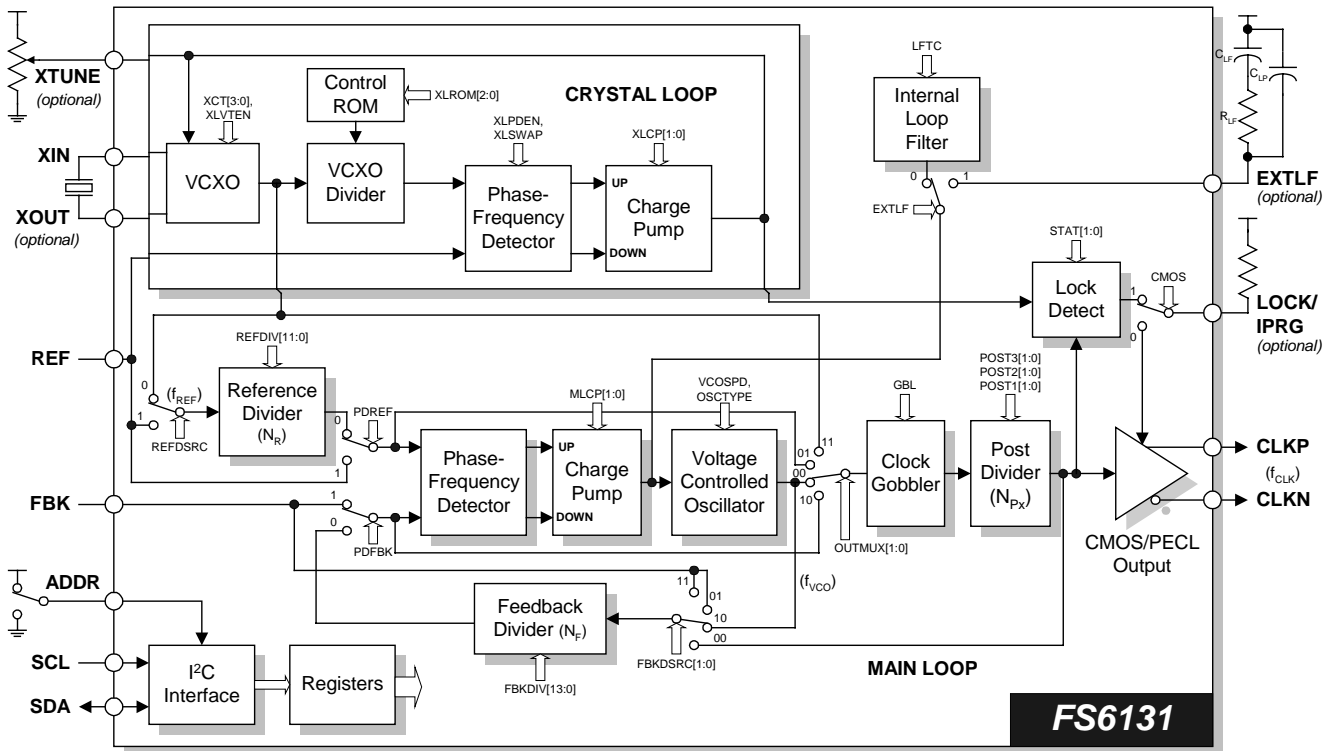 XTUNE
(optional)
XIN
XOUT
(optional)
XCT[3:0],
XLVTEN
VCXO
Control
ROM
XLROM[2:0]
VCXO
Divider
CRYSTAL LOOP
XLPDEN,
XLSWAP
Phase-
Frequency
Detector
XLCP[1:0]
UP
Charge
Pump
DOWN
LFTC
Internal
Loop
Filter
0
1
EXTLF
C_LF
C_LP
R_LF
EXTLF
(optional)
STAT[1:0]
Lock
Detect
1
CMOS
0
LOCK/
IPRG
(optional)
REF
0
(f_REF)
1
REFDSRC
REFDIV[11:0]
Reference
Divider
(N_R)
0
PDREF
1
FBK
1
0
PDFBK
Phase-
Frequency
Detector
MLCP[1:0]
UP
Charge
Pump
DOWN
VCOSPD,
OSCTYPE
Voltage
Controlled
Oscillator
11
01
00
10
OUTMUX[1:0]
GBL
Clock
Gobbler
POST3[1:0]
POST2[1:0]
POST1[1:0]
Post
Divider
(N_Px)
CLKP
(f_CLK)
CLKN
CMOS/PECL
Output
(f_VCO)
11
01
10
00
Feedback
Divider (N_F)
FBKDSRC[1:0]
FBKDIV[13:0]
MAIN LOOP
ADDR
SCL
SDA
I²C
Interface
Registers
FS6131